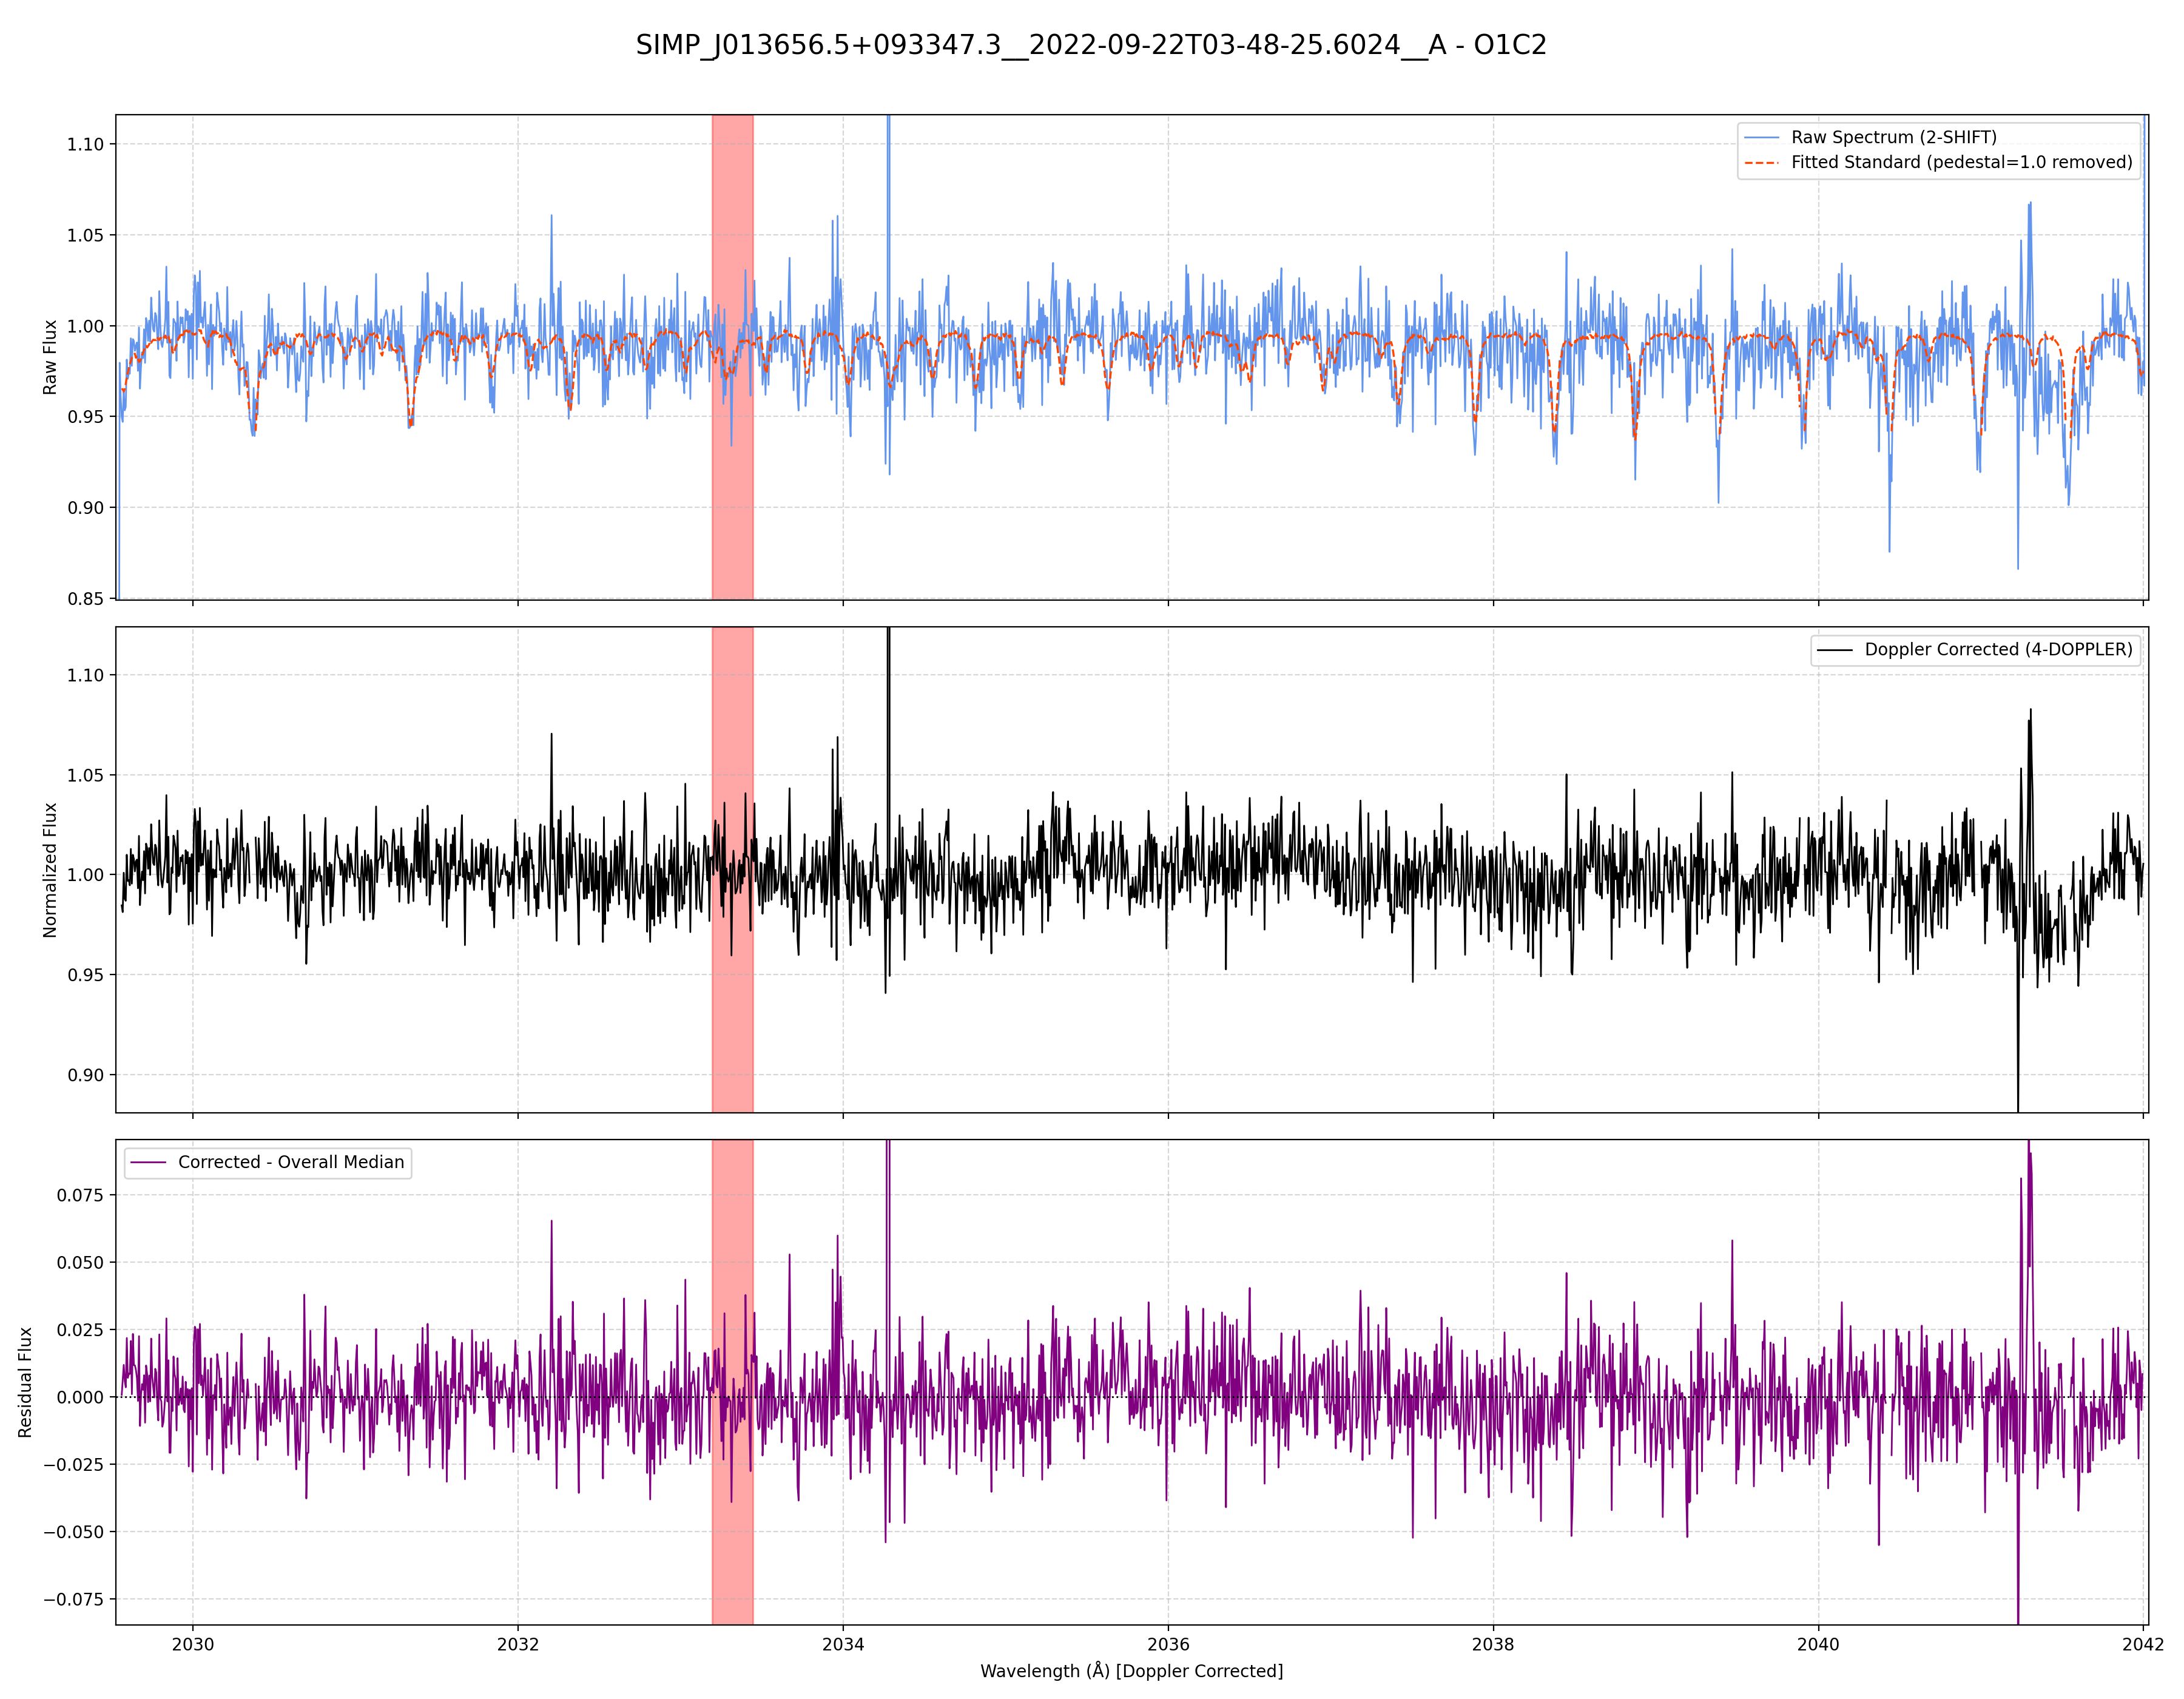 SIMP_J013656.5+093347.3__2022-09-22T03-48-25.6024__A - O1C2
Raw Flux
1.10
1.05
1.00
0.95
0.90
0.85
Raw Spectrum (2-SHIFT)
Fitted Standard (pedestal=1.0 removed)
Normalized Flux
1.10
1.05
1.00
0.95
0.90
Doppler Corrected (4-DOPPLER)
Residual Flux
0.075
0.050
0.025
0.000
−0.025
−0.050
−0.075
Corrected - Overall Median
2030 2032 2034 2036 2038 2040 2042
Wavelength (Å) [Doppler Corrected]